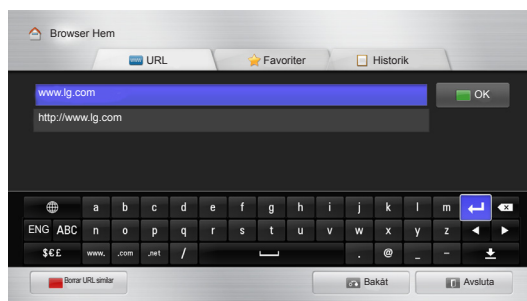 Browser Hem
URL
Favoriter
Historik
www.lg.com
OK
http://www.lg.com
a b c d e f g h i j k l m
ENG ABC n o p q r s t u v w x y z
$€£ www. .com .net / . @ _ -
Borrar URL similar
Bakåt
Avsluta